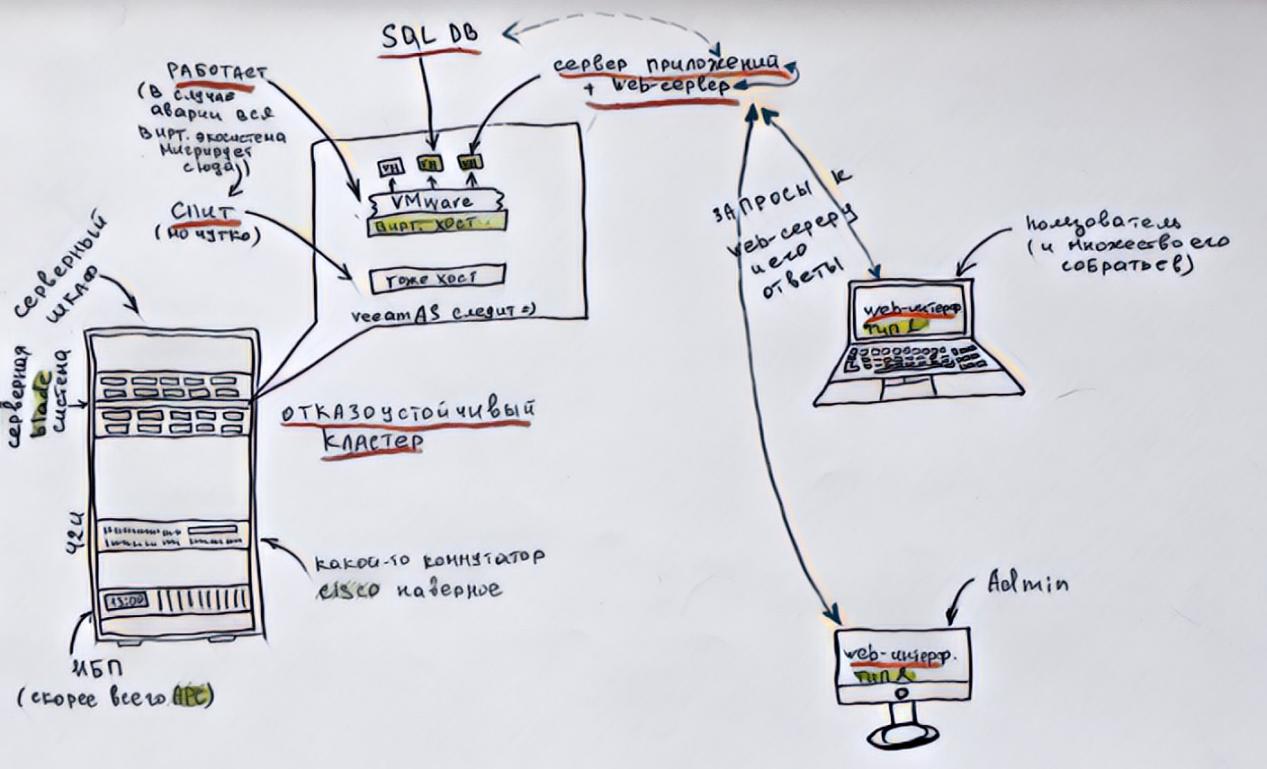 SQL DB
сервер приложений
+ web-сервер
РАБОТАЕТ
(в случае
аварии вся
вирт. экосистема
мигрирует
сюда)
СПИТ
(но чутко)
VM
VM
VM
VMware
вирт. хост
тоже хост
veeam AS следит =)
серверный
шкаф
серверная
blade
система
ОТКАЗОУСТОЙЧИВЫЙ
КЛАСТЕР
42U
какой-то коммутатор
cisco наверное
13:00
ИБП
(скорее всего APC)
ЗАПРОСЫ К
web-серверу
и его
ответы
пользователь
(и множество его
собратьев)
web-интерф.
тип 1
Admin
web-интерф.
тип 2